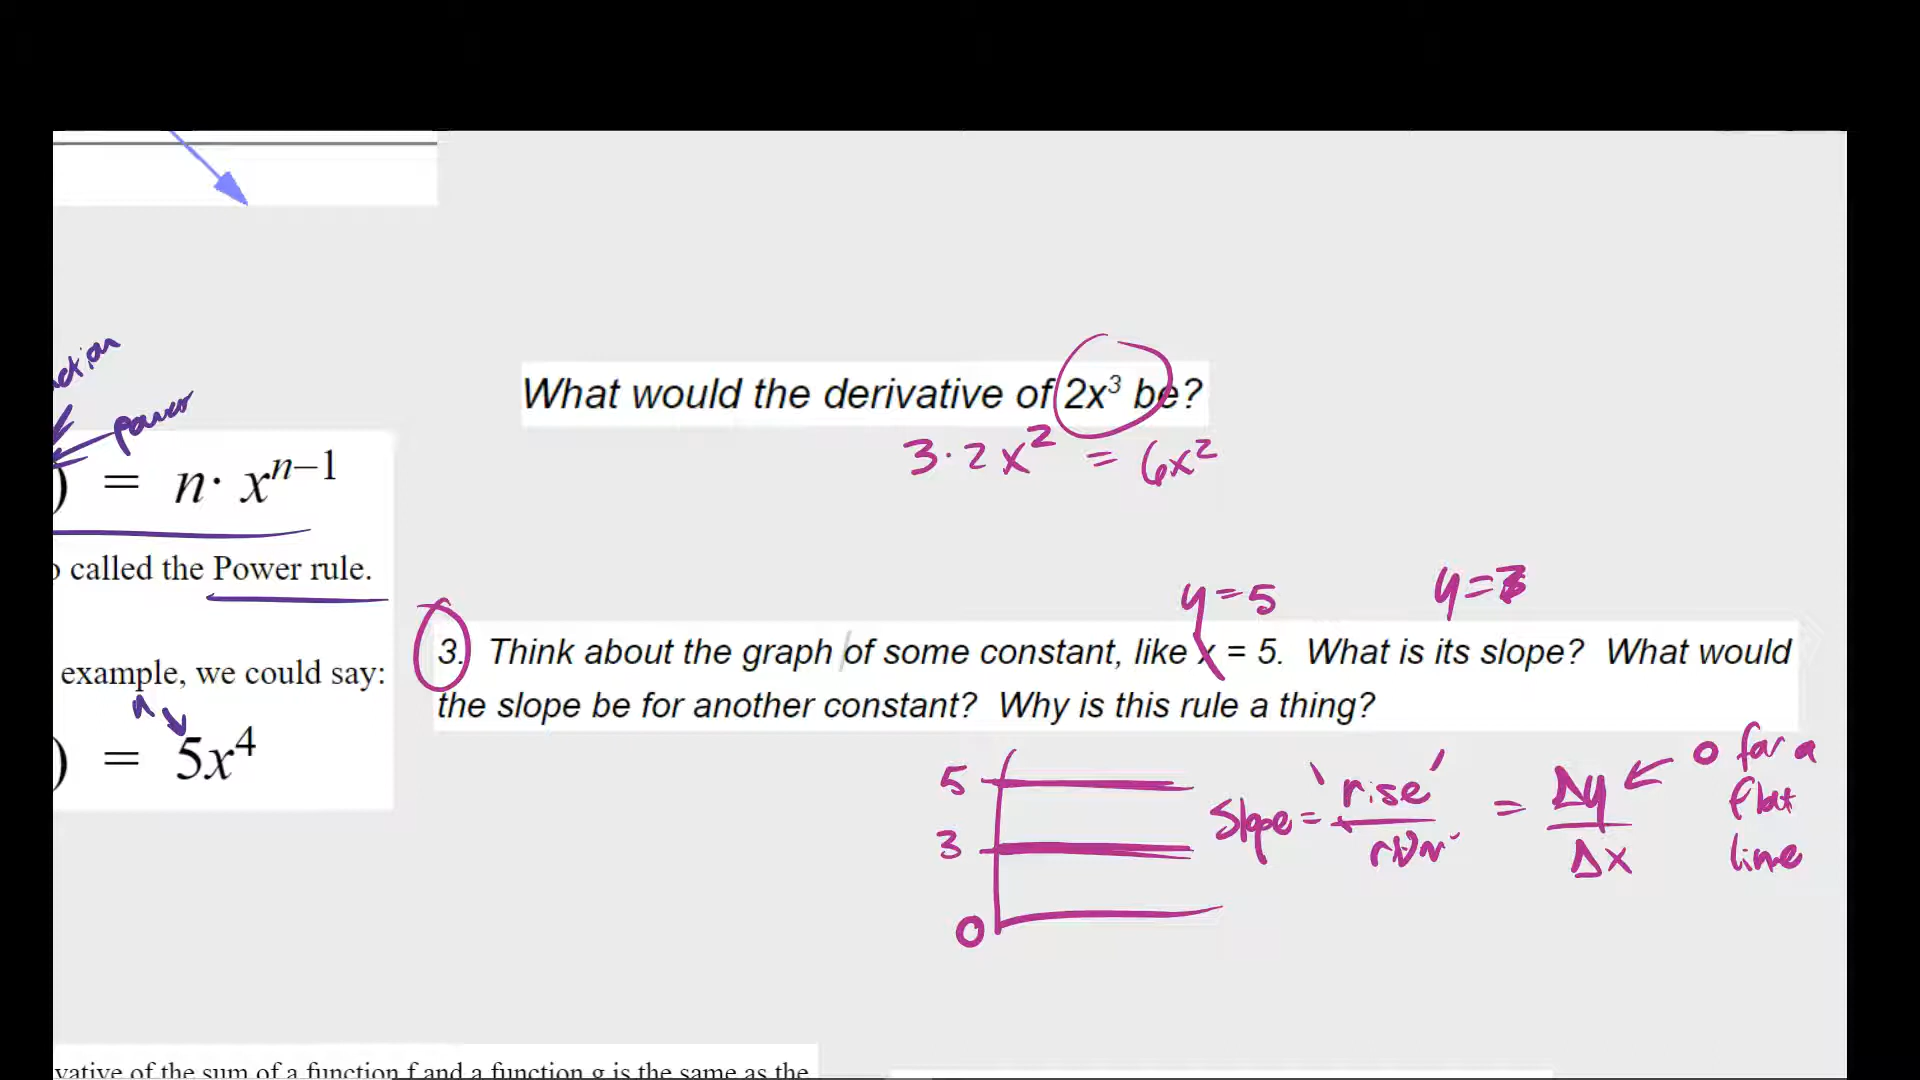 What would the derivative of 2x³ be?
3·2x² = 6x²
power
) = n· xⁿ⁻¹
called the Power rule.
y=5
3. Think about the graph of some constant, like x = 5. What is its slope? What would
the slope be for another constant? Why is this rule a thing?
example, we could say:
n
) = 5x⁴
5
3
0
Slope = 'rise' / run = Δy / Δx
0 for a
flat
line
vative of the sum of a function f and a function g is the same as the